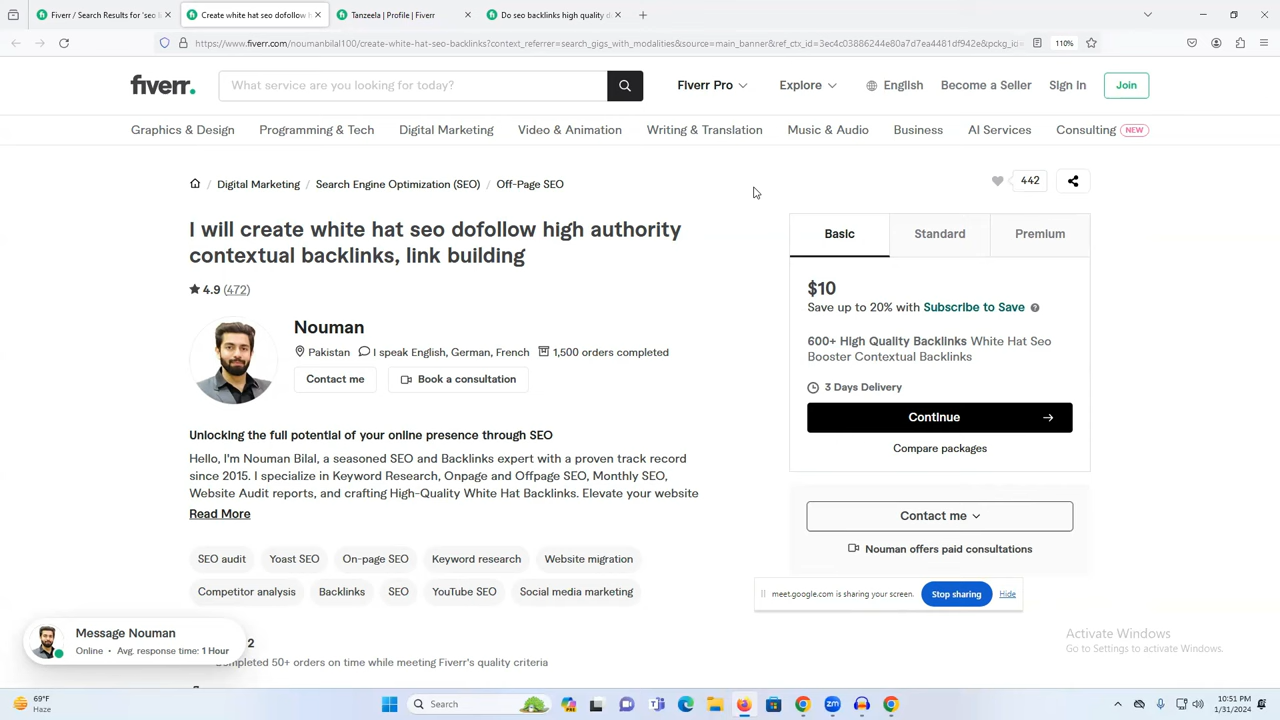 Fiverr / Search Results for 'seo
Create white hat seo dofollow h
Tanzeela | Profile | Fiverr
Do seo backlinks high quality d
https://www.fiverr.com/noumanbilal100/create-white-hat-seo-backlinks?context_referrer=search_gigs_with_modalities&source=main_banner&ref_ctx_id=3ec4c03886244e80a7d7ea4481df942e&pckg_id=
110%
fiverr.
What service are you looking for today?
Fiverr Pro
Explore
English
Become a Seller
Sign In
Join
Graphics & Design
Programming & Tech
Digital Marketing
Video & Animation
Writing & Translation
Music & Audio
Business
AI Services
Consulting NEW
/ Digital Marketing / Search Engine Optimization (SEO) / Off-Page SEO
442
I will create white hat seo dofollow high authority
contextual backlinks, link building
4.9 (472)
Nouman
Pakistan I speak English, German, French 1,500 orders completed
Contact me
Book a consultation
Unlocking the full potential of your online presence through SEO
Hello, I'm Nouman Bilal, a seasoned SEO and Backlinks expert with a proven track record
since 2015. I specialize in Keyword Research, Onpage and Offpage SEO, Monthly SEO,
Website Audit reports, and crafting High-Quality White Hat Backlinks. Elevate your website
Read More
SEO audit
Yoast SEO
On-page SEO
Keyword research
Website migration
Competitor analysis
Backlinks
SEO
YouTube SEO
Social media marketing
2
ompleted 50+ orders on time while meeting Fiverr's quality criteria
Message Nouman
Online • Avg. response time: 1 Hour
Basic
Standard
Premium
$10
Save up to 20% with Subscribe to Save
600+ High Quality Backlinks White Hat Seo
Booster Contextual Backlinks
3 Days Delivery
Continue
Compare packages
Contact me
Nouman offers paid consultations
meet.google.com is sharing your screen.
Stop sharing
Hide
Activate Windows
Go to Settings to activate Windows.
69°F
Haze
Search
10:51 PM
1/31/2024